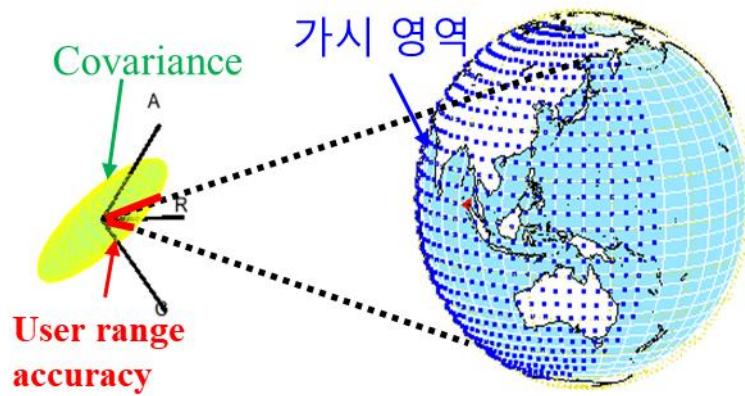 가시 영역
Covariance
A
R
C
User range
accuracy